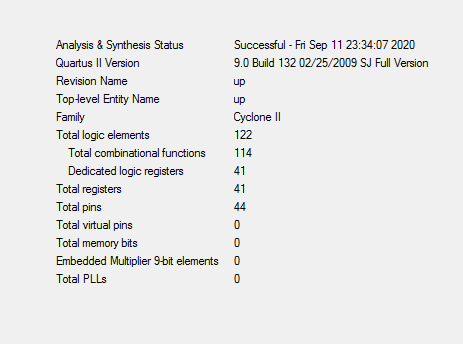 Analysis & Synthesis Status Successful - Fri Sep 11 23:34:07 2020
Quartus II Version 9.0 Build 132 02/25/2009 SJ Full Version
Revision Name up
Top-level Entity Name up
Family Cyclone II
Total logic elements 122
Total combinational functions 114
Dedicated logic registers 41
Total registers 41
Total pins 44
Total virtual pins 0
Total memory bits 0
Embedded Multiplier 9-bit elements 0
Total PLLs 0